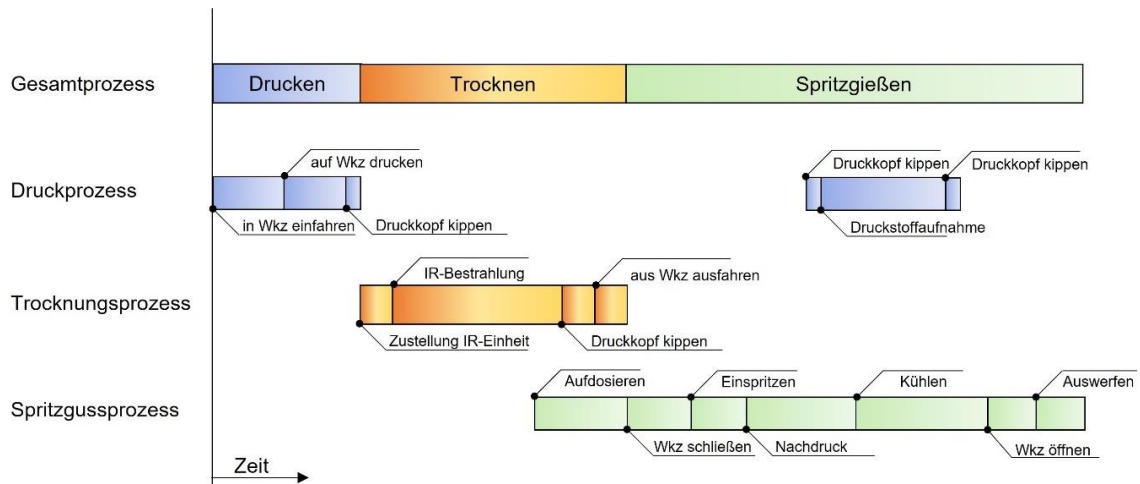 Gesamtprozess
Drucken
Trocknen
Spritzgießen
Druckprozess
auf Wkz drucken
in Wkz einfahren
Druckkopf kippen
Druckkopf kippen
Druckkopf kippen
Druckstoffaufnahme
Trocknungsprozess
IR-Bestrahlung
aus Wkz ausfahren
Zustellung IR-Einheit
Druckkopf kippen
Spritzgussprozess
Aufdosieren
Einspritzen
Kühlen
Auswerfen
Wkz schließen
Nachdruck
Wkz öffnen
Zeit